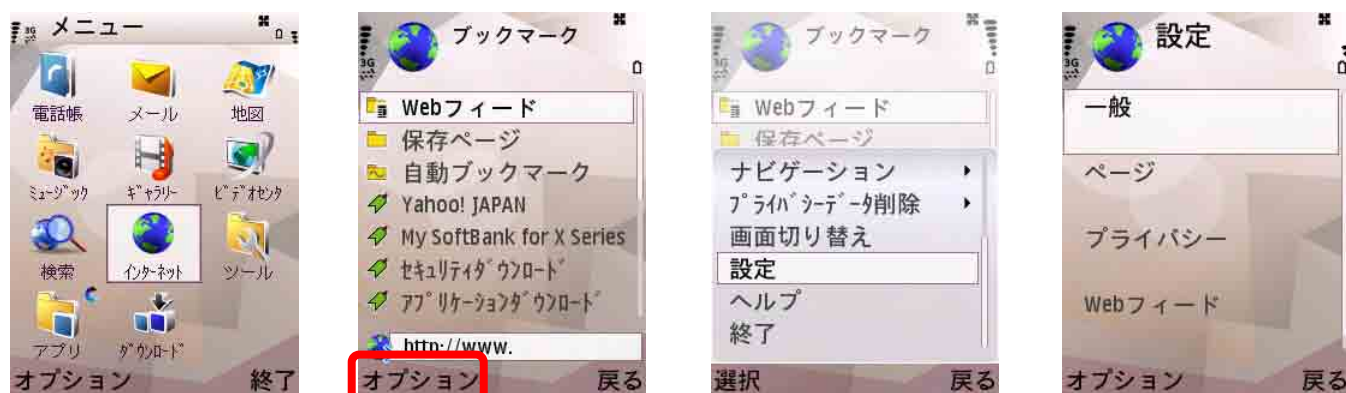 3G メニュー
電話帳 メール 地図
ﾐｭｰｼﾞｯｸ ｷﾞｬﾗﾘｰ ﾋﾞﾃﾞｵｾﾝﾀ
検索 ｲﾝﾀｰﾈｯﾄ ツール
アプリ ﾀﾞｳﾝﾛｰﾄﾞ
オプション 終了
ブックマーク
3G
Webフィード
保存ページ
自動ブックマーク
Yahoo! JAPAN
My SoftBank for X Series
ｾｷｭﾘﾃｨﾀﾞｳﾝﾛｰﾄﾞ
ｱﾌﾟﾘｹｰｼｮﾝﾀﾞｳﾝﾛｰﾄﾞ
http://www.
オプション 戻る
ブックマーク
3G
Webフィード
保存ページ
ナビゲーション
ﾌﾟﾗｲﾊﾞｼｰﾃﾞｰﾀ削除
画面切り替え
設定
ヘルプ
終了
選択 戻る
設定
3G
一般
ページ
プライバシー
Webフィード
オプション 戻る